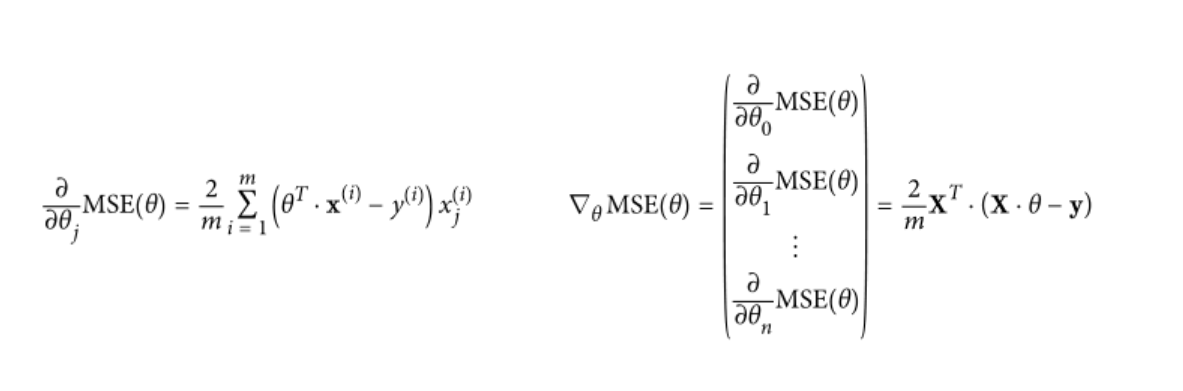 ∂/∂θ_j MSE(θ) = 2/m ∑_{i = 1}^{m} (θ^T · 𝐱^(i) − y^(i)) x_j^(i)
∇_θ MSE(θ) = ( ∂/∂θ_0 MSE(θ)
∂/∂θ_1 MSE(θ)
⋮
∂/∂θ_n MSE(θ) ) = 2/m 𝐗^T · (𝐗 · θ − 𝐲)